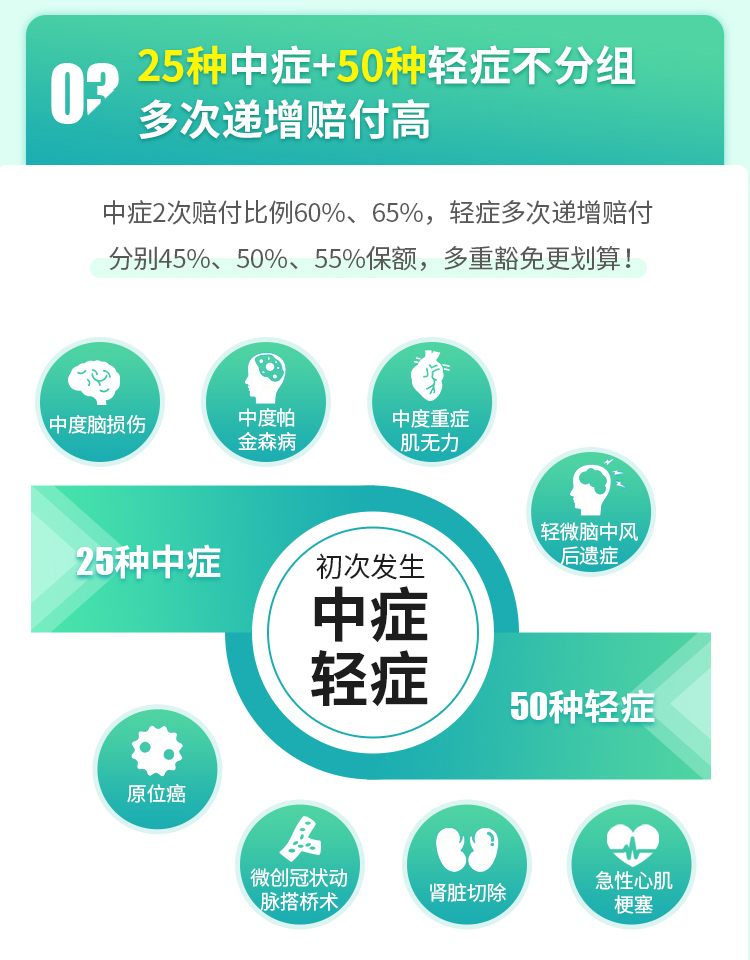 03
25种中症+50种轻症不分组
多次递增赔付高
中症2次赔付比例60%、65%，轻症多次递增赔付
分别45%、50%、55%保额，多重豁免更划算！
中度脑损伤
中度帕
金森病
中度重症
肌无力
轻微脑中风
后遗症
25种中症
初次发生
中症
轻症
50种轻症
原位癌
微创冠状动
脉搭桥术
肾脏切除
急性心肌
梗塞